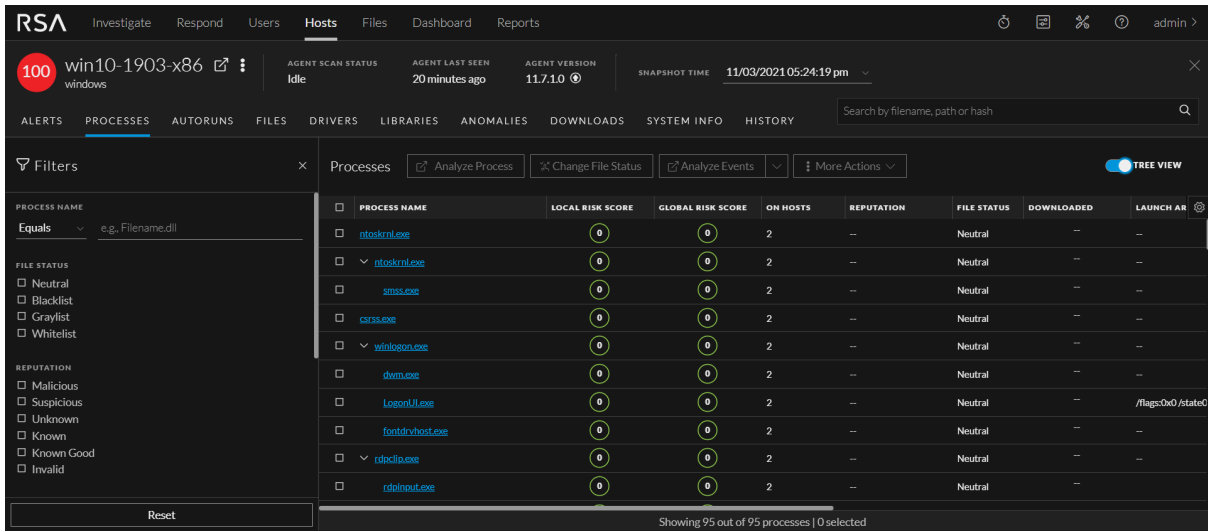 RSA Investigate Respond Users Hosts Files Dashboard Reports admin >
100 win10-1903-x86
windows
AGENT SCAN STATUS
Idle
AGENT LAST SEEN
20 minutes ago
AGENT VERSION
11.7.1.0
SNAPSHOT TIME 11/03/2021 05:24:19 pm
ALERTS PROCESSES AUTORUNS FILES DRIVERS LIBRARIES ANOMALIES DOWNLOADS SYSTEM INFO HISTORY
Search by filename, path or hash
Filters
PROCESS NAME
Equals e.g., Filename.dll
FILE STATUS
Neutral
Blacklist
Graylist
Whitelist
REPUTATION
Malicious
Suspicious
Unknown
Known
Known Good
Invalid
Reset
Processes Analyze Process Change File Status Analyze Events More Actions TREE VIEW
PROCESS NAME LOCAL RISK SCORE GLOBAL RISK SCORE ON HOSTS REPUTATION FILE STATUS DOWNLOADED LAUNCH AR
ntoskrnl.exe 0 0 2 -- Neutral -- --
ntoskrnl.exe 0 0 2 -- Neutral -- --
smss.exe 0 0 2 -- Neutral -- --
csrss.exe 0 0 2 -- Neutral -- --
winlogon.exe 0 0 2 -- Neutral -- --
dwm.exe 0 0 2 -- Neutral -- --
LogonUI.exe 0 0 2 -- Neutral -- /flags:0x0 /state0
fontdrvhost.exe 0 0 2 -- Neutral -- --
rdpclip.exe 0 0 2 -- Neutral -- --
rdpinput.exe 0 0 2 -- Neutral -- --
Showing 95 out of 95 processes | 0 selected